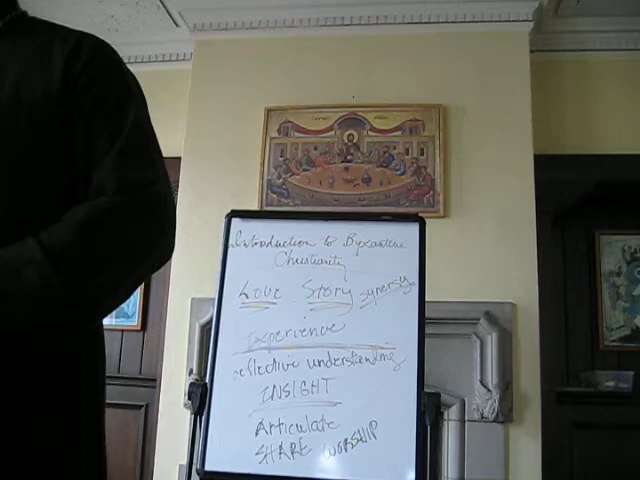 Introduction to Byzantine
Christianity
Love Story synergy
Experience
reflective understanding
INSIGHT
Articulate
SHARE WORSHIP